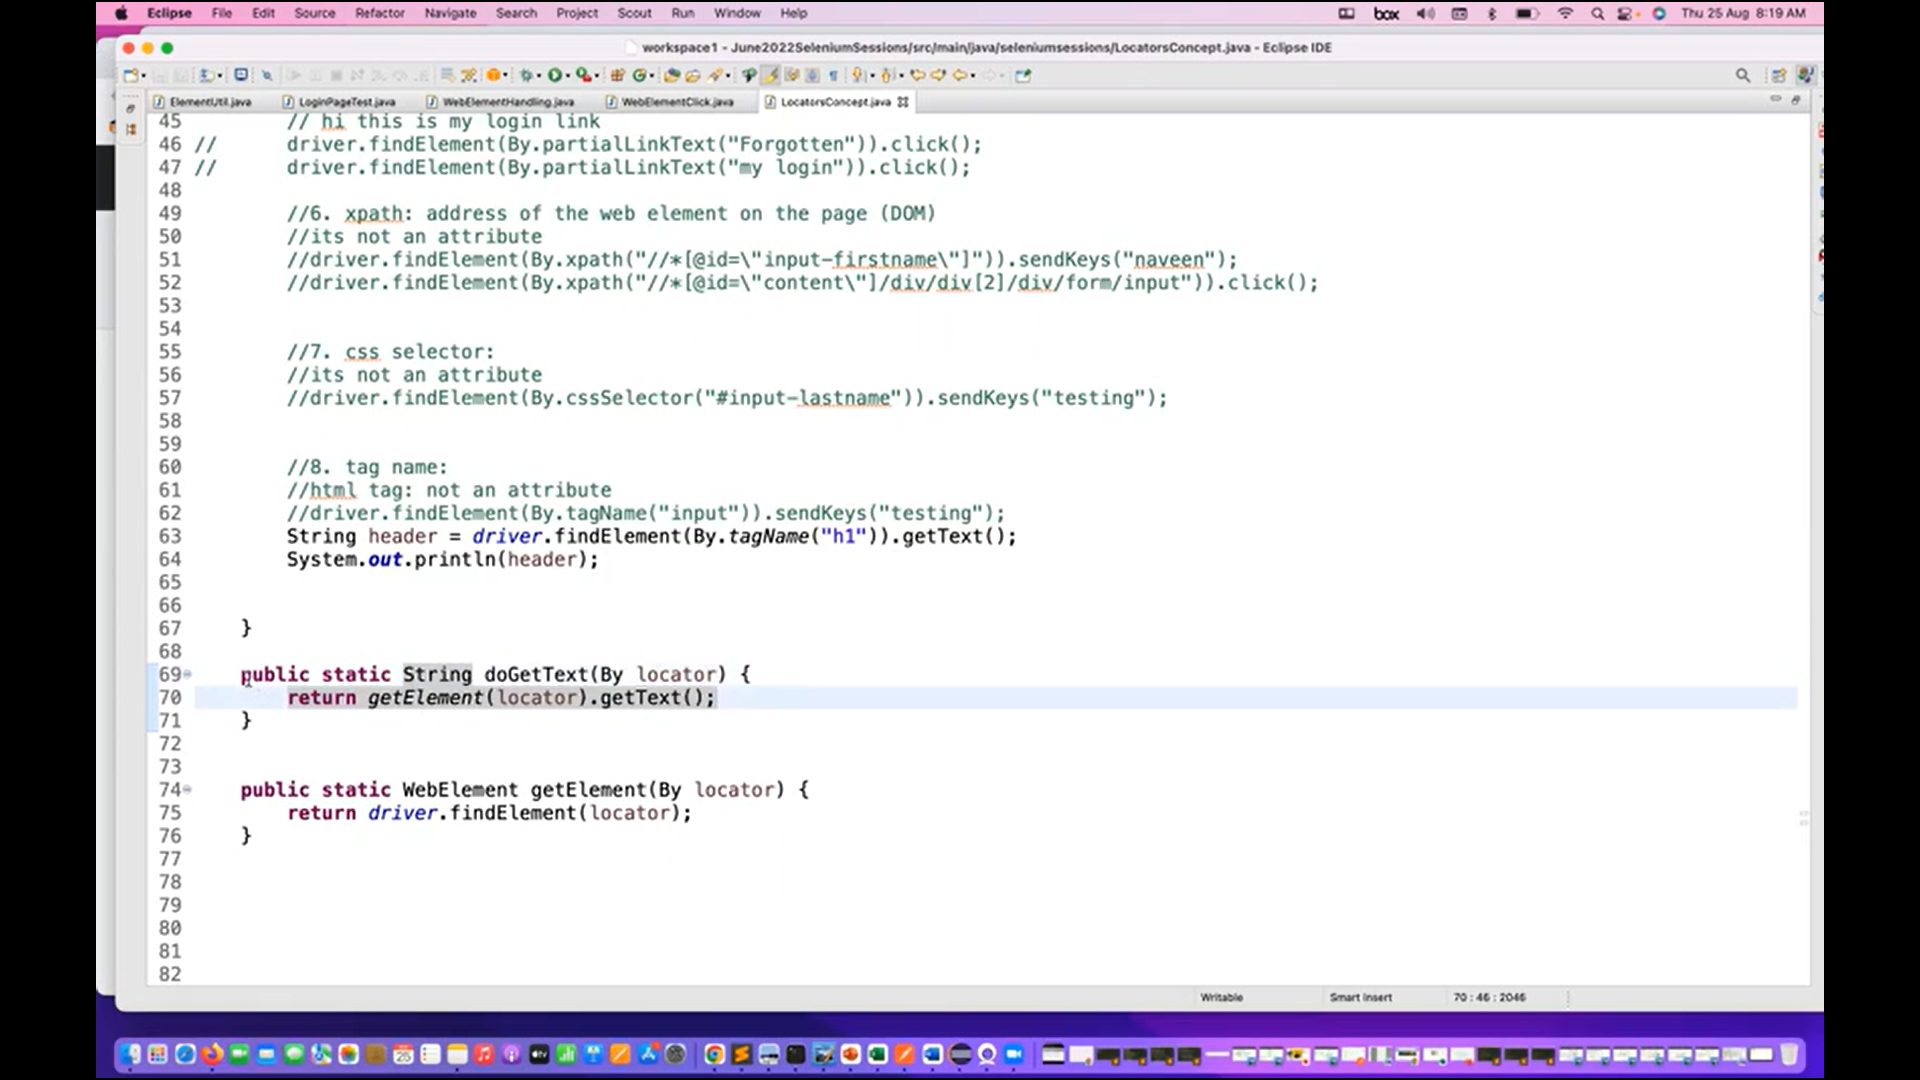 Eclipse File Edit Source Refactor Navigate Search Project Scout Run Window Help box Thu 25 Aug 8:19 AM
workspace1 - June2022SeleniumSessions/src/main/java/seleniumsessions/LocatorsConcept.java - Eclipse IDE
ElementUtil.java LoginPageTest.java WebElementHandling.java WebElementClick.java LocatorsConcept.java
45 // hi this is my login link
46 // driver.findElement(By.partialLinkText("Forgotten")).click();
47 // driver.findElement(By.partialLinkText("my login")).click();
48
49 //6. xpath: address of the web element on the page (DOM)
50 //its not an attribute
51 //driver.findElement(By.xpath("//*[@id=\"input-firstname\"]")).sendKeys("naveen");
52 //driver.findElement(By.xpath("//*[@id=\"content\"]/div/div[2]/div/form/input")).click();
53
54
55 //7. css selector:
56 //its not an attribute
57 //driver.findElement(By.cssSelector("#input-lastname")).sendKeys("testing");
58
59
60 //8. tag name:
61 //html tag: not an attribute
62 //driver.findElement(By.tagName("input")).sendKeys("testing");
63 String header = driver.findElement(By.tagName("h1")).getText();
64 System.out.println(header);
65
66
67 }
68
69 public static String doGetText(By locator) {
70 return getElement(locator).getText();
71 }
72
73
74 public static WebElement getElement(By locator) {
75 return driver.findElement(locator);
76 }
77
78
79
80
81
82
Writable Smart Insert 70 : 46 : 2046